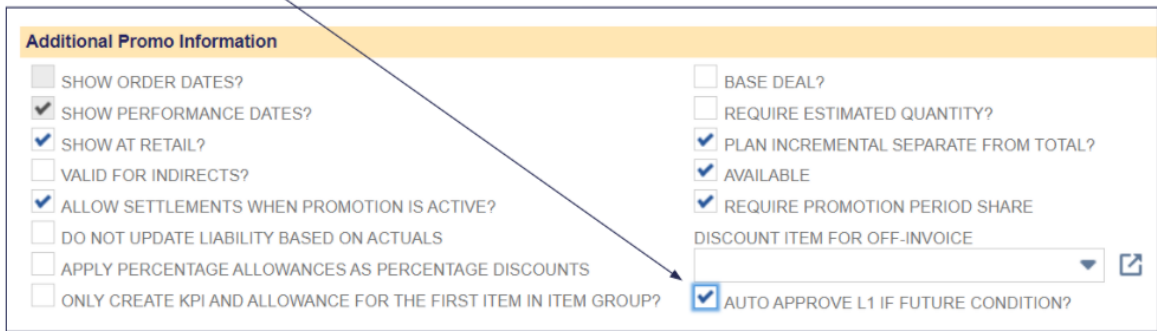 Additional Promo Information
SHOW ORDER DATES?
SHOW PERFORMANCE DATES?
SHOW AT RETAIL?
VALID FOR INDIRECTS?
ALLOW SETTLEMENTS WHEN PROMOTION IS ACTIVE?
DO NOT UPDATE LIABILITY BASED ON ACTUALS
APPLY PERCENTAGE ALLOWANCES AS PERCENTAGE DISCOUNTS
ONLY CREATE KPI AND ALLOWANCE FOR THE FIRST ITEM IN ITEM GROUP?
BASE DEAL?
REQUIRE ESTIMATED QUANTITY?
PLAN INCREMENTAL SEPARATE FROM TOTAL?
AVAILABLE
REQUIRE PROMOTION PERIOD SHARE
DISCOUNT ITEM FOR OFF-INVOICE
AUTO APPROVE L1 IF FUTURE CONDITION?